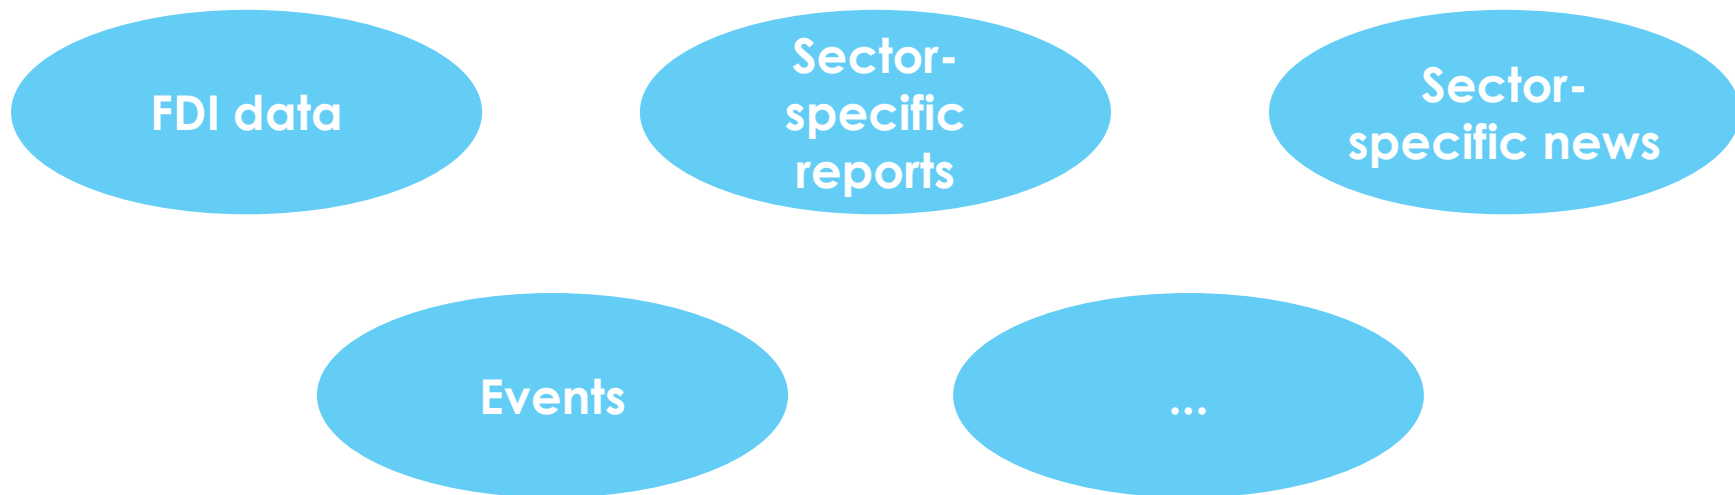 FDI data
Sector-
specific
reports
Sector-
specific news
Events
...